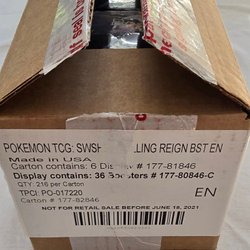 POKEMON TCG: SWSH LLING REIGN BST EN
Made in USA
Carton contains: 6 Display # 177-81846
Display contains: 36 Boosters # 177-80846-C
QTY: 216 per Carton
TPCI: PO-017220
EN
Carton # 177-82846
NOT FOR RETAIL SALE BEFORE JUNE 18, 2021